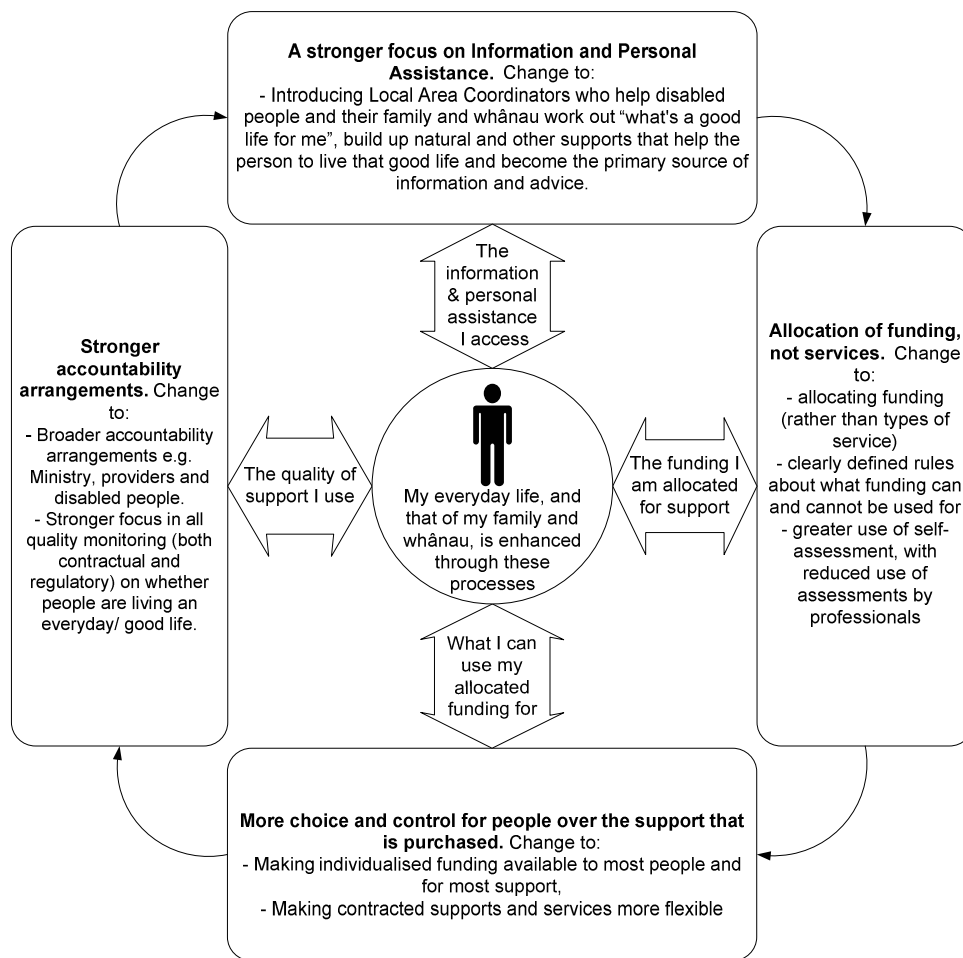 A stronger focus on Information and Personal
Assistance. Change to:
- Introducing Local Area Coordinators who help disabled
people and their family and whânau work out “what's a good
life for me”, build up natural and other supports that help the
person to live that good life and become the primary source of
information and advice.
The
information
& personal
assistance
I access
Stronger
accountability
arrangements. Change
to:
- Broader accountability
arrangements e.g.
Ministry, providers and
disabled people.
- Stronger focus in all
quality monitoring (both
contractual and
regulatory) on whether
people are living an
everyday/ good life.
The quality of
support I use
My everyday life, and
that of my family and
whânau, is enhanced
through these
processes
The funding I
am allocated
for support
Allocation of funding,
not services. Change
to:
- allocating funding
(rather than types of
service)
- clearly defined rules
about what funding can
and cannot be used for
- greater use of self-
assessment, with
reduced use of
assessments by
professionals
What I can
use my
allocated
funding for
More choice and control for people over the support that
is purchased. Change to:
- Making individualised funding available to most people and
for most support,
- Making contracted supports and services more flexible